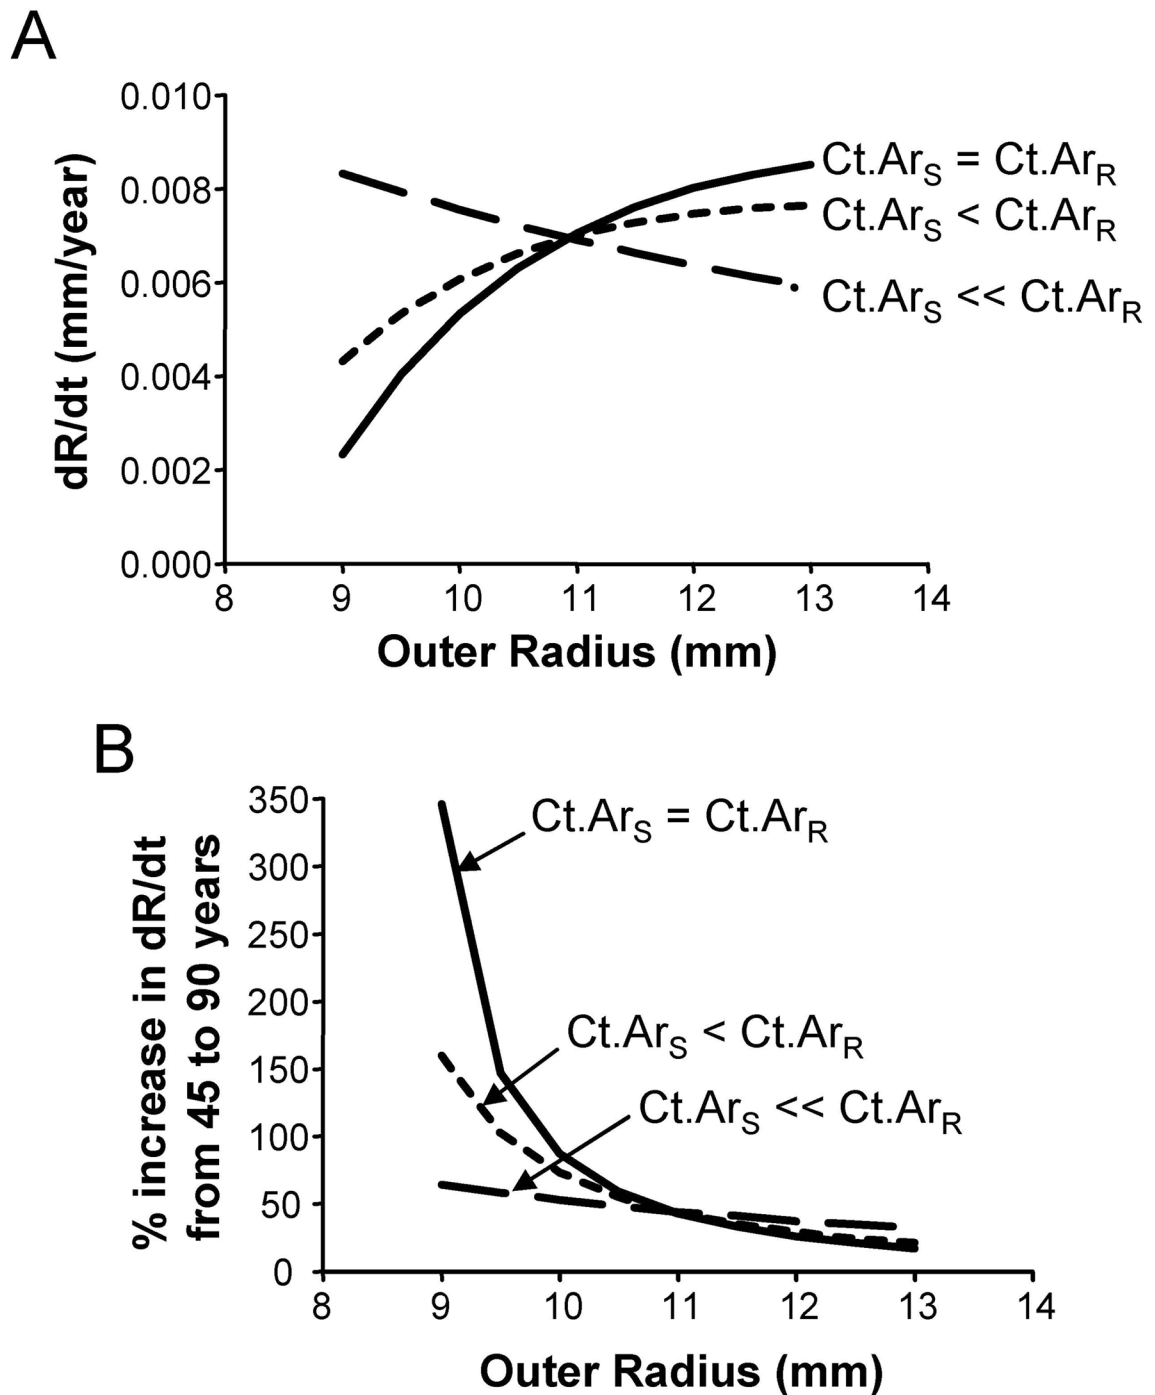 A
0.010
0.008
0.006
0.004
0.002
0.000
dR/dt (mm/year)
Ct.ArS = Ct.ArR
Ct.ArS < Ct.ArR
Ct.ArS << Ct.ArR
8 9 10 11 12 13 14
Outer Radius (mm)
B
350
300
250
200
150
100
50
0
% increase in dR/dt
from 45 to 90 years
Ct.ArS = Ct.ArR
Ct.ArS < Ct.ArR
Ct.ArS << Ct.ArR
8 9 10 11 12 13 14
Outer Radius (mm)